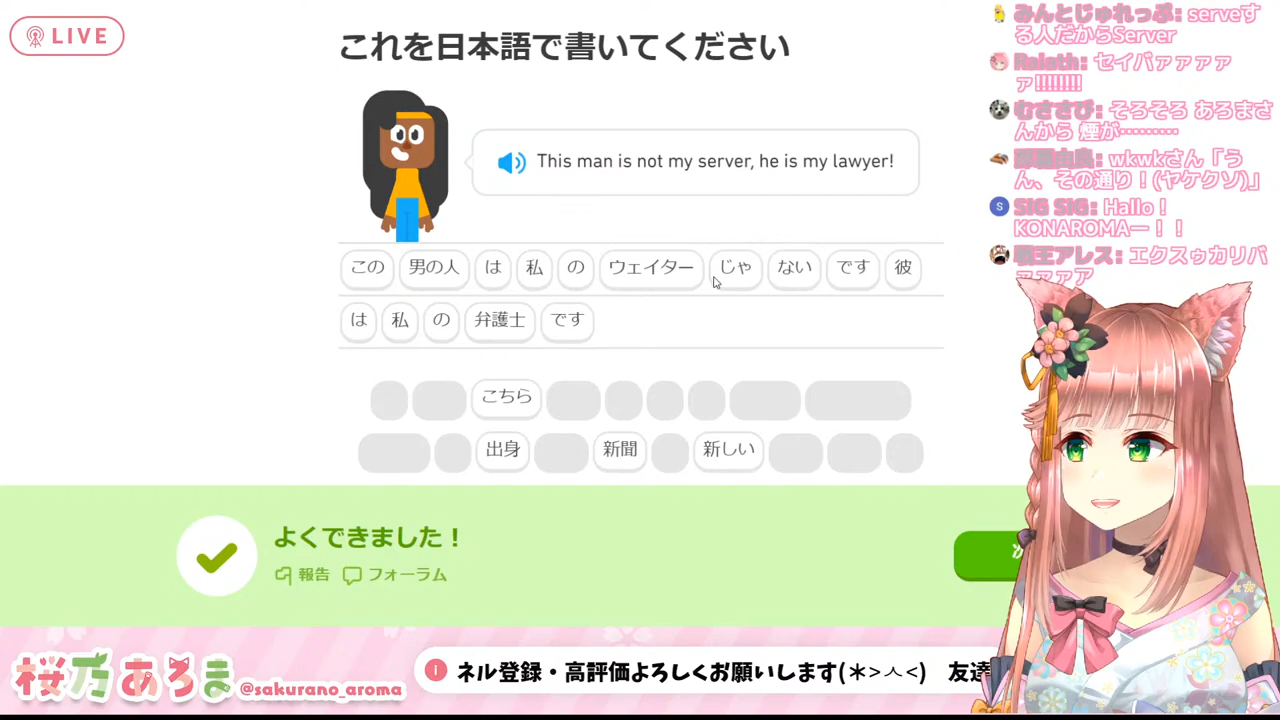 LIVE
これを日本語で書いてください
This man is not my server, he is my lawyer!
この 男の人 は 私 の ウェイター じゃ ない です 彼
は 私 の 弁護士 です
こちら
出身 新聞 新しい
よくできました！
報告 フォーラム
みんとじゅれっぷ: serveす
る人だからServer
Raiath: セイバァァァァ
ァ!!!!!!!!
むささび: そろそろ あろまさ
んから 煙が………
wkwkさん「う
ん、その通り！(ヤケクソ)」
S
SIG SIG: Hallo！
KONAROMAー！！
覇王アレス: エクスゥカリバ
ァァァア
桜乃あろま @sakurano_aroma
ネル登録・高評価よろしくお願いします(＊>ㅅ<) 友達